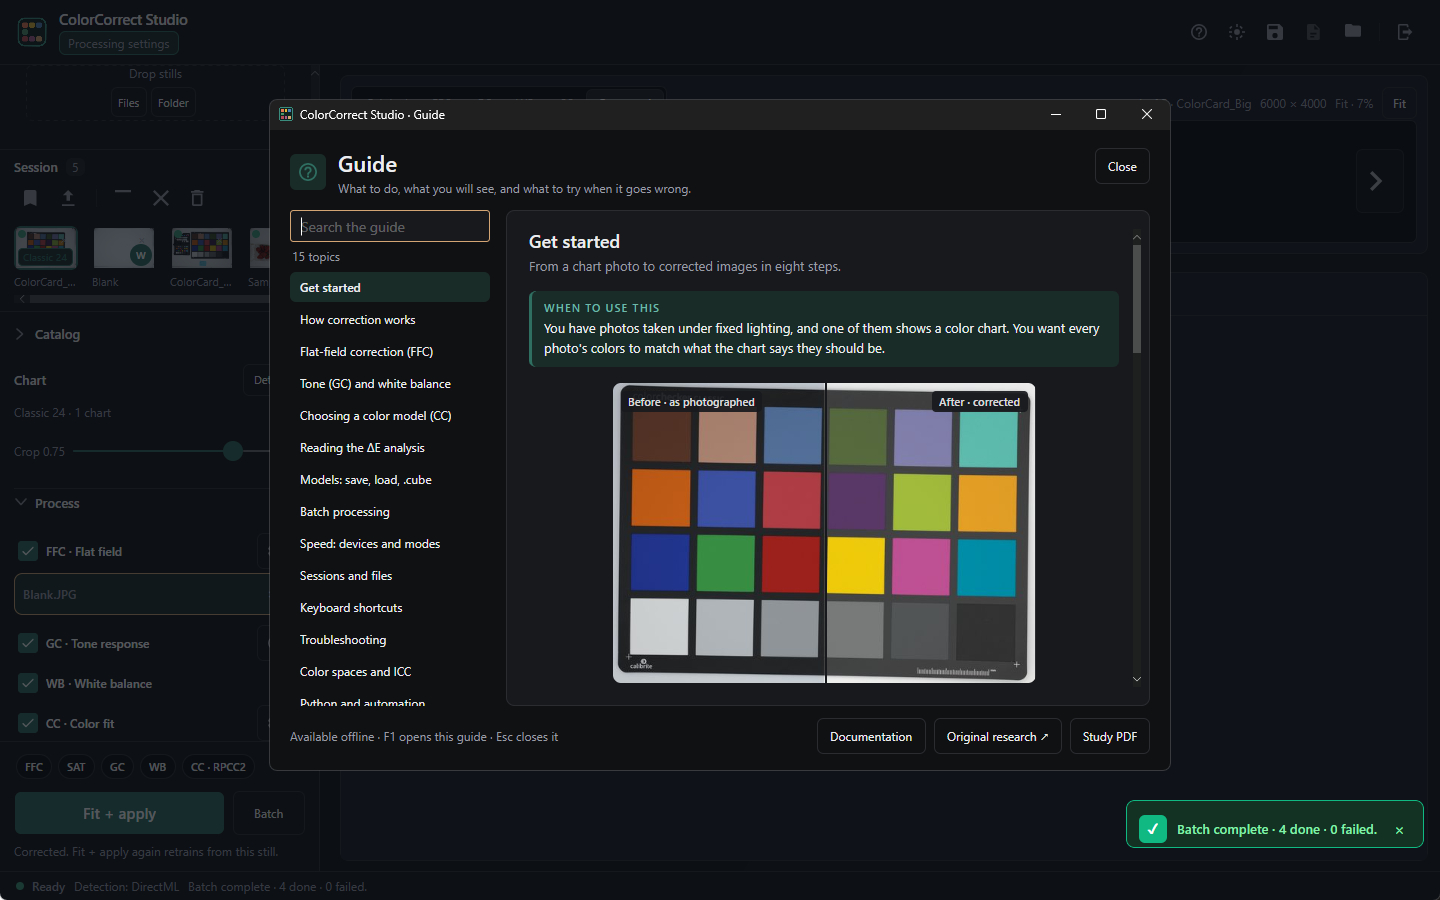 ColorCorrect Studio
Processing settings
Drop stills
Files Folder
ColorCard_Big 6000 × 4000 Fit · 7% Fit
Session 5
Classic 24
W
ColorCard_... Blank ColorCard_... Sam
Catalog
Chart
Det
Classic 24 · 1 chart
Crop 0.75
Process
FFC · Flat field
Blank.JPG
GC · Tone response
WB · White balance
CC · Color fit
FFC SAT GC WB CC · RPCC2
Fit + apply Batch
Corrected. Fit + apply again retrains from this still.
Ready Detection: DirectML Batch complete · 4 done · 0 failed.
ColorCorrect Studio · Guide
Guide
What to do, what you will see, and what to try when it goes wrong.
Close
Search the guide
15 topics
Get started
How correction works
Flat-field correction (FFC)
Tone (GC) and white balance
Choosing a color model (CC)
Reading the ΔE analysis
Models: save, load, .cube
Batch processing
Speed: devices and modes
Sessions and files
Keyboard shortcuts
Troubleshooting
Color spaces and ICC
Python and automation
Get started
From a chart photo to corrected images in eight steps.
WHEN TO USE THIS
You have photos taken under fixed lighting, and one of them shows a color chart. You want every
photo's colors to match what the chart says they should be.
Before · as photographed After · corrected
calibrite
Available offline · F1 opens this guide · Esc closes it
Documentation Original research ↗ Study PDF
✓ Batch complete · 4 done · 0 failed. ×